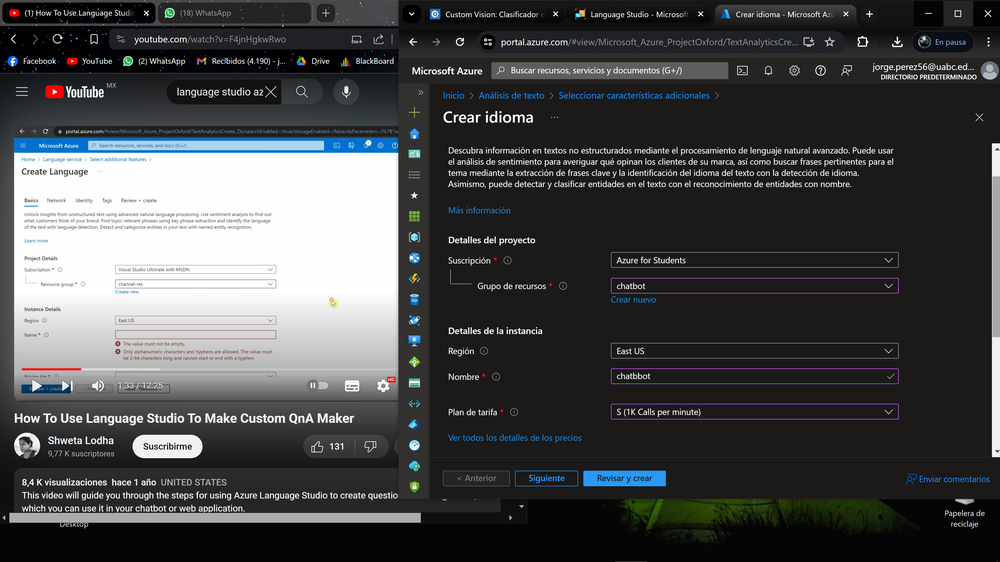 (1) How To Use Language Studio
(18) WhatsApp
youtube.com/watch?v=F4jnHgkwRwo
Facebook
YouTube
(2) WhatsApp
Recibidos (4.190) - j...
Drive
BlackBoard
YouTube
MX
language studio az
portal.azure.com/#view/Microsoft_Azure_ProjectOxford/TextAnalyticsCreate_Dx/searchEnabled~/true/storageEnabled~/false/dxParameters~/%7B"se
Microsoft Azure
Search resources, services, and docs (G+/)
1
Home > Language service > Select additional features >
Create Language
...
Basics
Network
Identity
Tags
Review + create
Unlock insights from unstructured text using advanced natural language processing. Use sentiment analysis to find out
what customers think of your brand. Find topic-relevant phrases using key phrase extraction and identify the language
of the text with language detection. Detect and categorize entities in your text with named entity recognition.
Learn more
Project Details
Subscription *
Visual Studio Ultimate with MSDN
Resource group *
channel-res
Create new
Instance Details
Region
East US
Name *
The value must not be empty.
Only alphanumeric characters and hyphens are allowed. The value must
be 2-64 characters long and cannot start or end with a hyphen.
Pricing tier *
1:33 / 12:25
Next : Network >
HD
How To Use Language Studio To Make Custom QnA Maker
Shweta Lodha
9,77 K suscriptores
Suscribirme
131
8,4 K visualizaciones hace 1 año UNITED STATES
This video will guide you through the steps for using Azure Language Studio to create questio
which you can use it in your chatbot or web application.
Desktop
Custom Vision: Clasificador d
Language Studio - Microsoft
Crear idioma - Microsoft Azu
portal.azure.com/#view/Microsoft_Azure_ProjectOxford/TextAnalyticsCre...
En pausa
Microsoft Azure
Buscar recursos, servicios y documentos (G+/)
jorge.perez56@uabc.ed...
DIRECTORIO PREDETERMINADO
Inicio > Análisis de texto > Seleccionar características adicionales >
Crear idioma
...
Descubra información en textos no estructurados mediante el procesamiento de lenguaje natural avanzado. Puede usar
el análisis de sentimiento para averiguar qué opinan los clientes de su marca, así como buscar frases pertinentes para el
tema mediante la extracción de frases clave y la identificación del idioma del texto con la detección de idioma.
Asimismo, puede detectar y clasificar entidades en el texto con el reconocimiento de entidades con nombre.
Más información
Detalles del proyecto
Suscripción *
Azure for Students
Grupo de recursos *
chatbot
Crear nuevo
Detalles de la instancia
Región
East US
Nombre *
chatbbot
Plan de tarifa *
S (1K Calls per minute)
Ver todos los detalles de los precios
< Anterior
Siguiente
Revisar y crear
Enviar comentarios
SQL
Papelera de
reciclaje